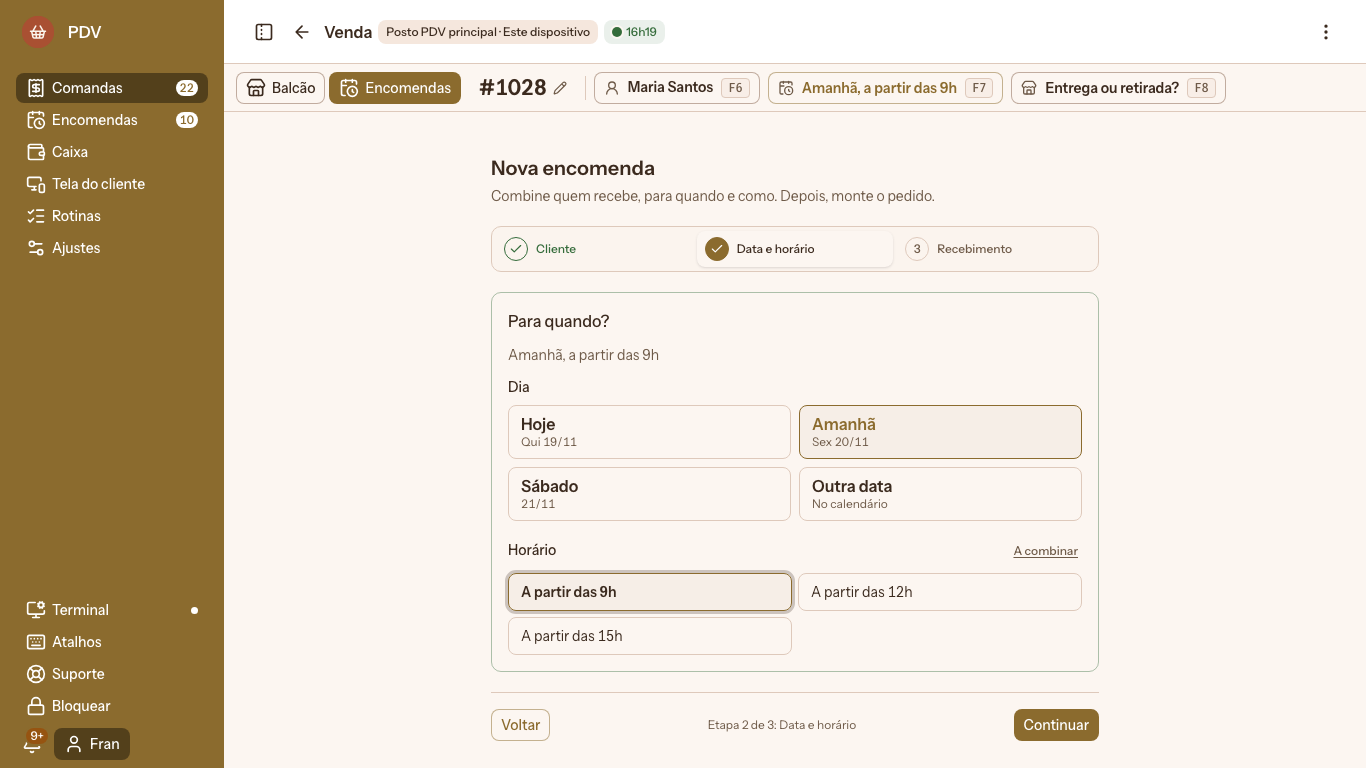 PDV
Comandas 22
Encomendas 10
Caixa
Tela do cliente
Rotinas
Ajustes
Terminal
Atalhos
Suporte
Bloquear
9+
Fran
Venda
Posto PDV principal · Este dispositivo
16h19
Balcão
Encomendas
#1028
Maria Santos F6
Amanhã, a partir das 9h F7
Entrega ou retirada? F8
Nova encomenda
Combine quem recebe, para quando e como. Depois, monte o pedido.
Cliente
Data e horário
3 Recebimento
Para quando?
Amanhã, a partir das 9h
Dia
Hoje
Qui 19/11
Amanhã
Sex 20/11
Sábado
21/11
Outra data
No calendário
Horário
A combinar
A partir das 9h
A partir das 12h
A partir das 15h
Voltar
Etapa 2 de 3: Data e horário
Continuar